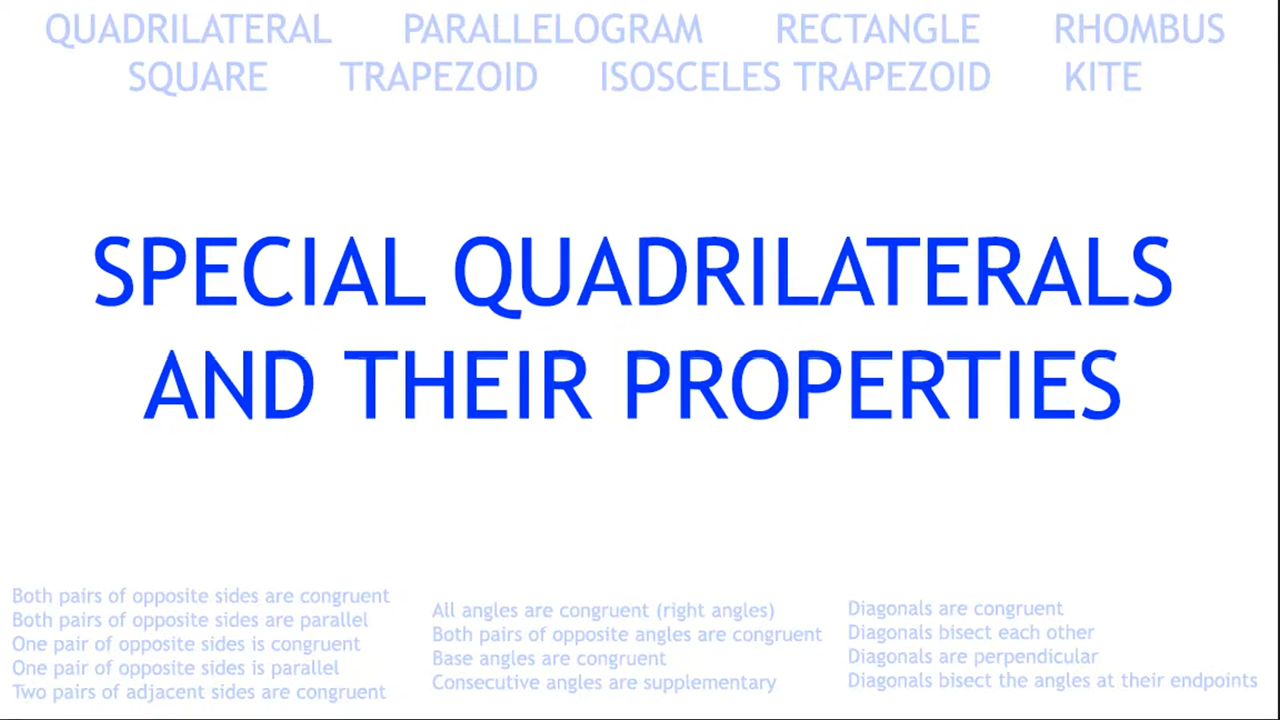 QUADRILATERAL PARALLELOGRAM RECTANGLE RHOMBUS
SQUARE TRAPEZOID ISOSCELES TRAPEZOID KITE
SPECIAL QUADRILATERALS
AND THEIR PROPERTIES
Both pairs of opposite sides are congruent
Both pairs of opposite sides are parallel
One pair of opposite sides is congruent
One pair of opposite sides is parallel
Two pairs of adjacent sides are congruent
All angles are congruent (right angles)
Both pairs of opposite angles are congruent
Base angles are congruent
Consecutive angles are supplementary
Diagonals are congruent
Diagonals bisect each other
Diagonals are perpendicular
Diagonals bisect the angles at their endpoints